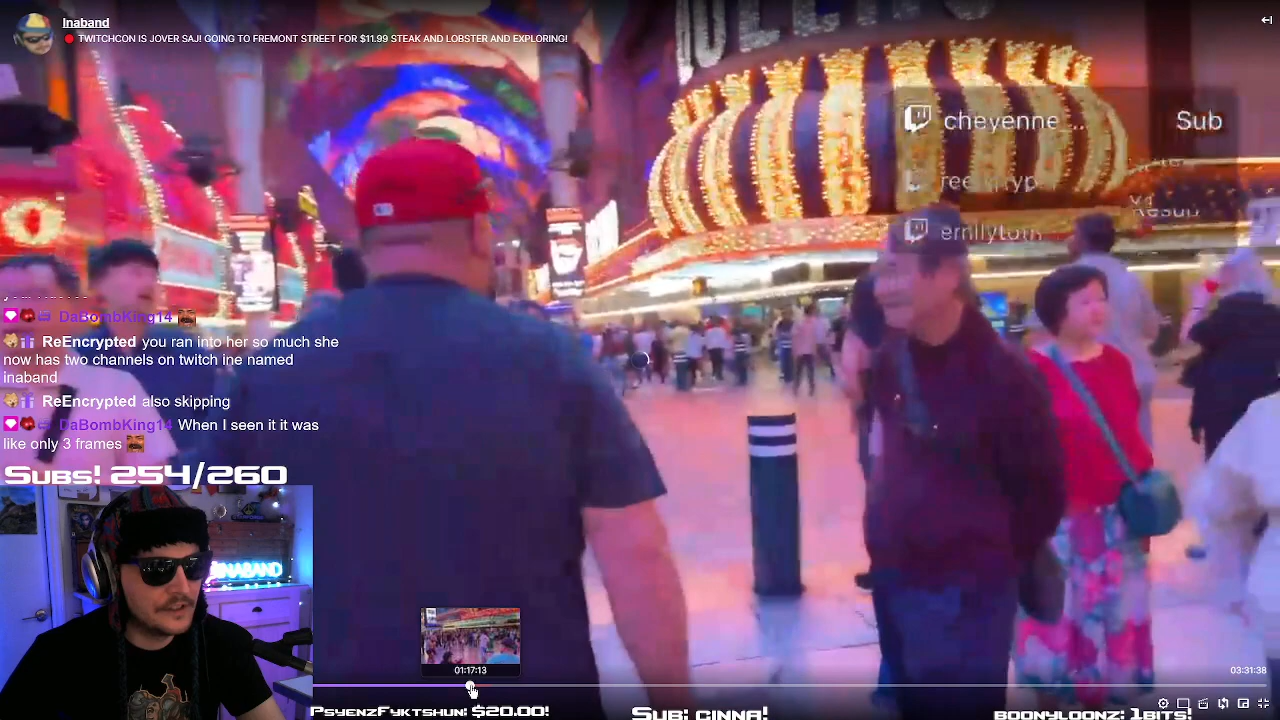 Inaband
TWITCHCON IS JOVER SAJ! GOING TO FREMONT STREET FOR $11.99 STEAK AND LOBSTER AND EXPLORING!
cheyenne ... Sub
emilytoth
DaBombKing14
ReEncrypted you ran into her so much she
now has two channels on twitch ine named
inaband
ReEncrypted also skipping
DaBombKing14 When I seen it it was
like only 3 frames
Subs! 254/260
INABAND
01:17:13
03:31:38
PsyenzFyktshun: $20.00!
Sub: ginna!
boonyloonz: 1Bits!